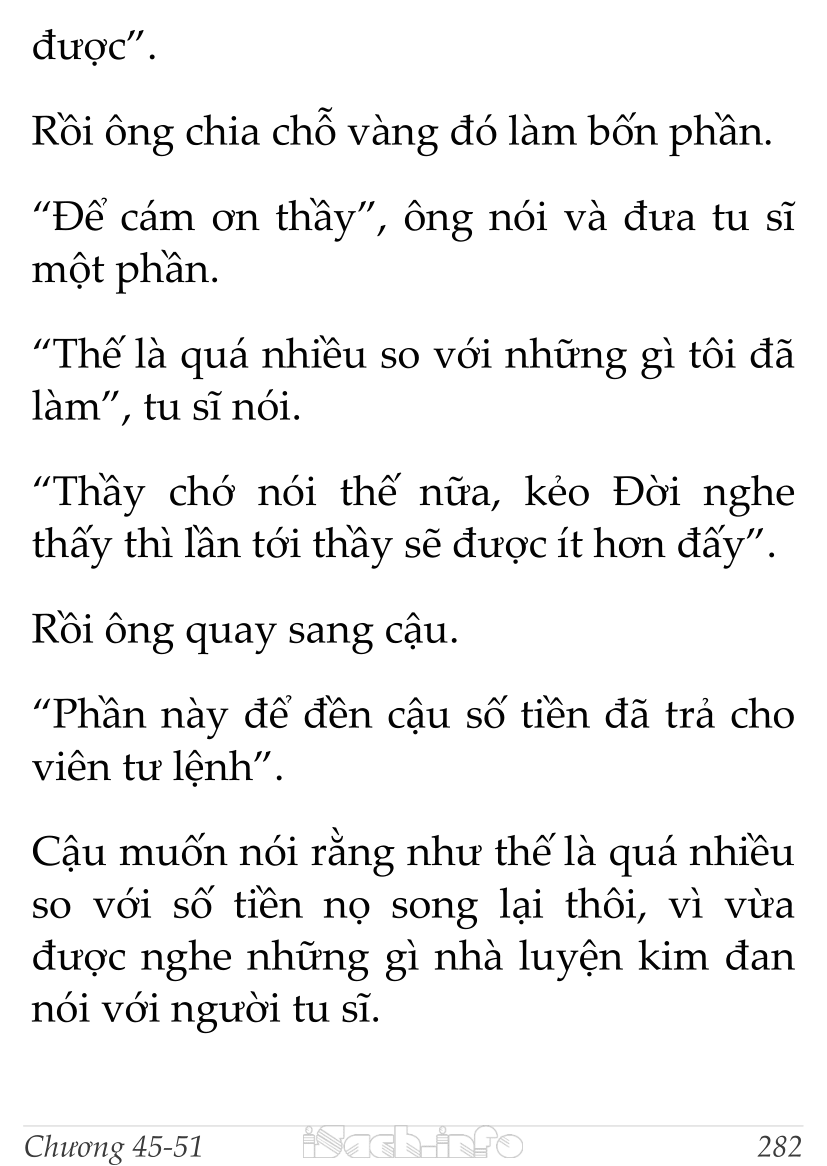 được”.
Rồi ông chia chỗ vàng đó làm bốn phần.
“Để cám ơn thầy”, ông nói và đưa tu sĩ
một phần.
“Thế là quá nhiều so với những gì tôi đã
làm”, tu sĩ nói.
“Thầy chớ nói thế nữa, kẻo Đời nghe
thấy thì lần tới thầy sẽ được ít hơn đấy”.
Rồi ông quay sang cậu.
“Phần này để đền cậu số tiền đã trả cho
viên tư lệnh”.
Cậu muốn nói rằng như thế là quá nhiều
so với số tiền nọ song lại thôi, vì vừa
được nghe những gì nhà luyện kim đan
nói với người tu sĩ.
Chương 45-51 iSach-info 282